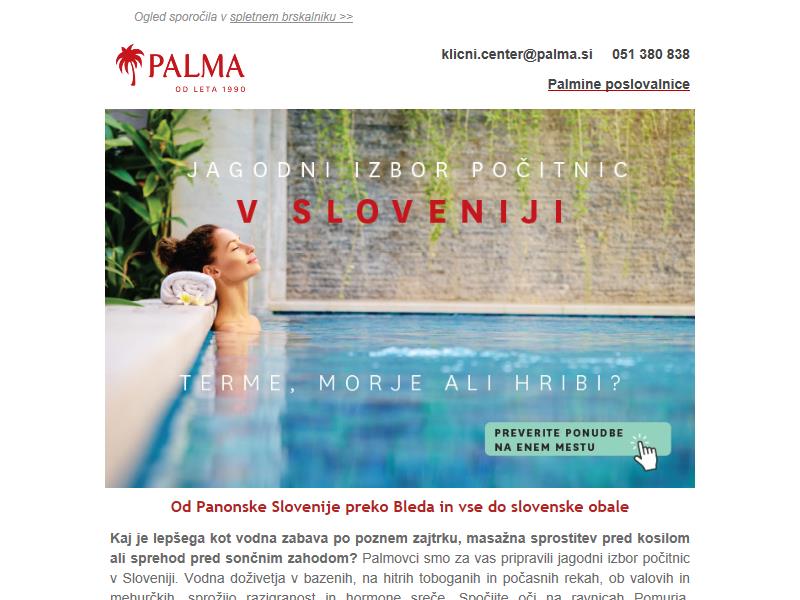 Ogled sporočila v spletnem brskalniku >>
PALMA
OD LETA 1990
klicni.center@palma.si 051 380 838
Palmine poslovalnice
JAGODNI IZBOR POČITNIC
V SLOVENIJI
TERME, MORJE ALI HRIBI?
PREVERITE PONUDBE
NA ENEM MESTU
Od Panonske Slovenije preko Bleda in vse do slovenske obale
Kaj je lepšega kot vodna zabava po poznem zajtrku, masažna sprostitev pred kosilom
ali sprehod pred sončnim zahodom? Palmovci smo za vas pripravili jagodni izbor počitnic
v Sloveniji. Vodna doživetja v bazenih, na hitrih toboganih in počasnih rekah, ob valovih in
mehurčkih, sprožijo razigranost in hormone sreče. Spočijte oči na ravnicah Pomurja,